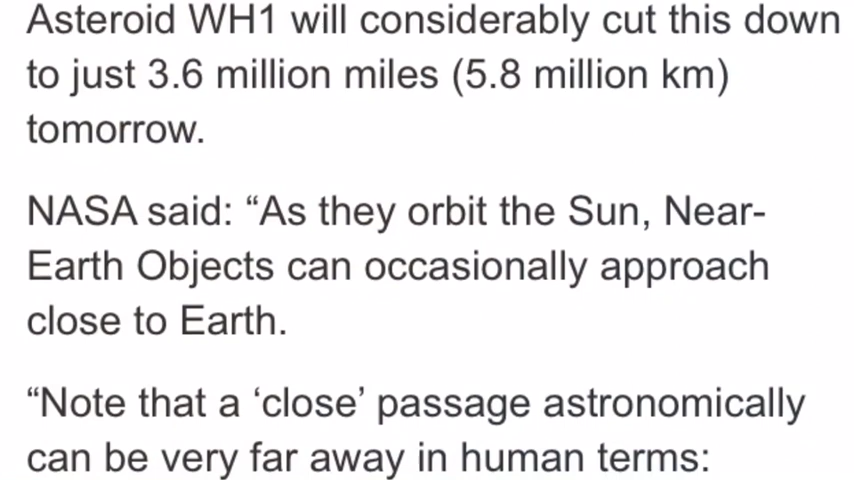 Asteroid WH1 will considerably cut this down
to just 3.6 million miles (5.8 million km)
tomorrow.
NASA said: “As they orbit the Sun, Near-
Earth Objects can occasionally approach
close to Earth.
“Note that a ‘close’ passage astronomically
can be very far away in human terms: